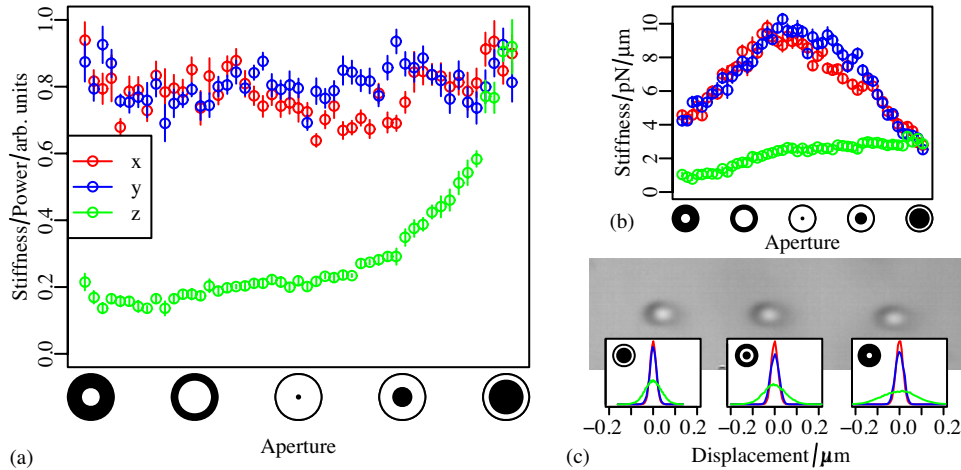 Stiffness/Power/arb. units
1.0
0.8
0.6
0.4
0.2
0.0
x
y
z
Aperture
(a)
Stiffness/pN/μm
10
8
6
4
2
0
Aperture
(b)
−0.2 0.0 0.2 −0.2 0.0 0.2 −0.2 0.0 0.2
Displacement/μm
(c)